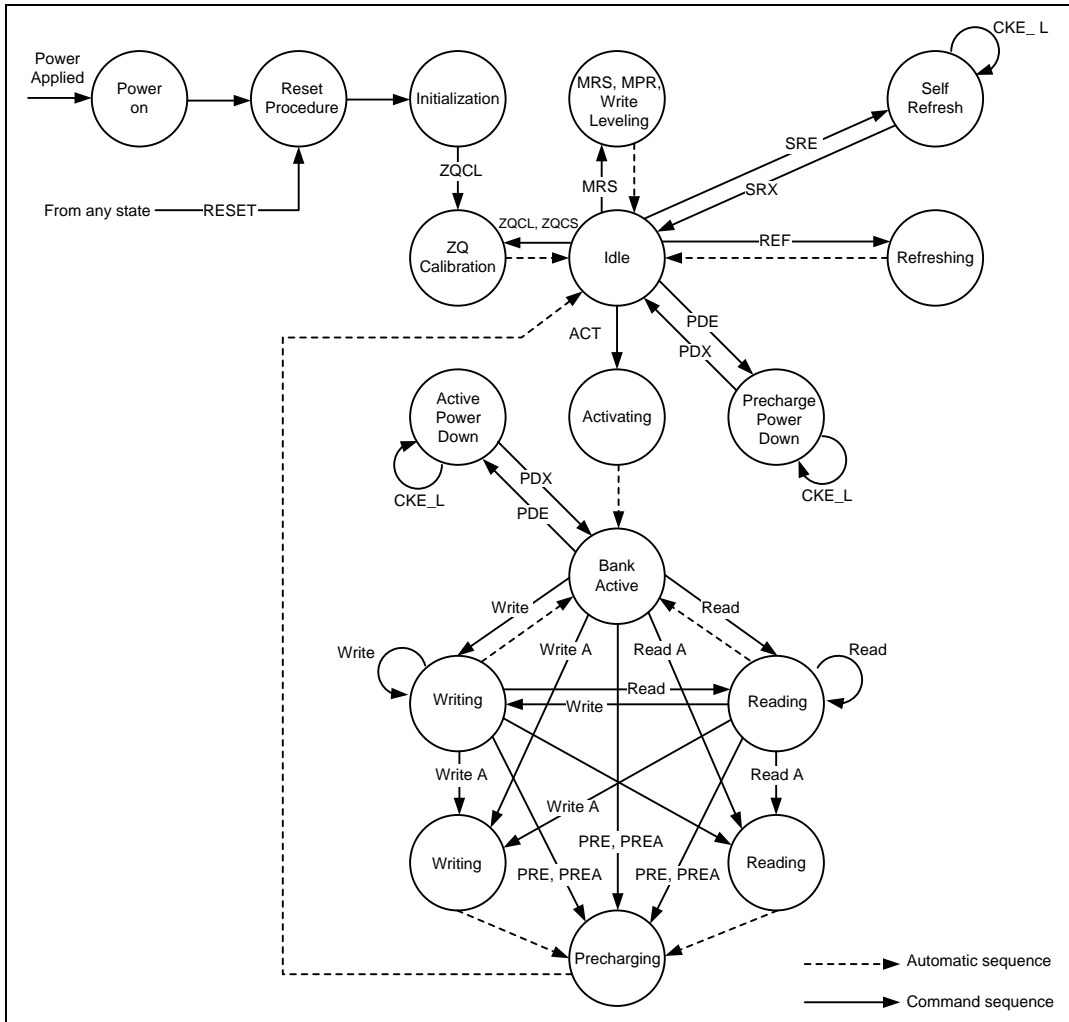 CKE_ L
Power
Applied
Power
on
Reset
Procedure
Initialization
MRS, MPR,
Write
Leveling
Self
Refresh
SRE
SRX
ZQCL
MRS
From any state
RESET
ZQCL, ZQCS
REF
ZQ
Calibration
Idle
Refreshing
PDE
PDX
ACT
Active
Power
Down
Activating
Precharge
Power
Down
PDX
PDE
CKE_L
CKE_L
Bank
Active
Write
Read
Write A
Read A
Write
Read
Writing
Read
Write
Reading
Write A
Read A
Write A
Writing
PRE, PREA
PRE, PREA
PRE, PREA
Reading
Precharging
Automatic sequence
Command sequence